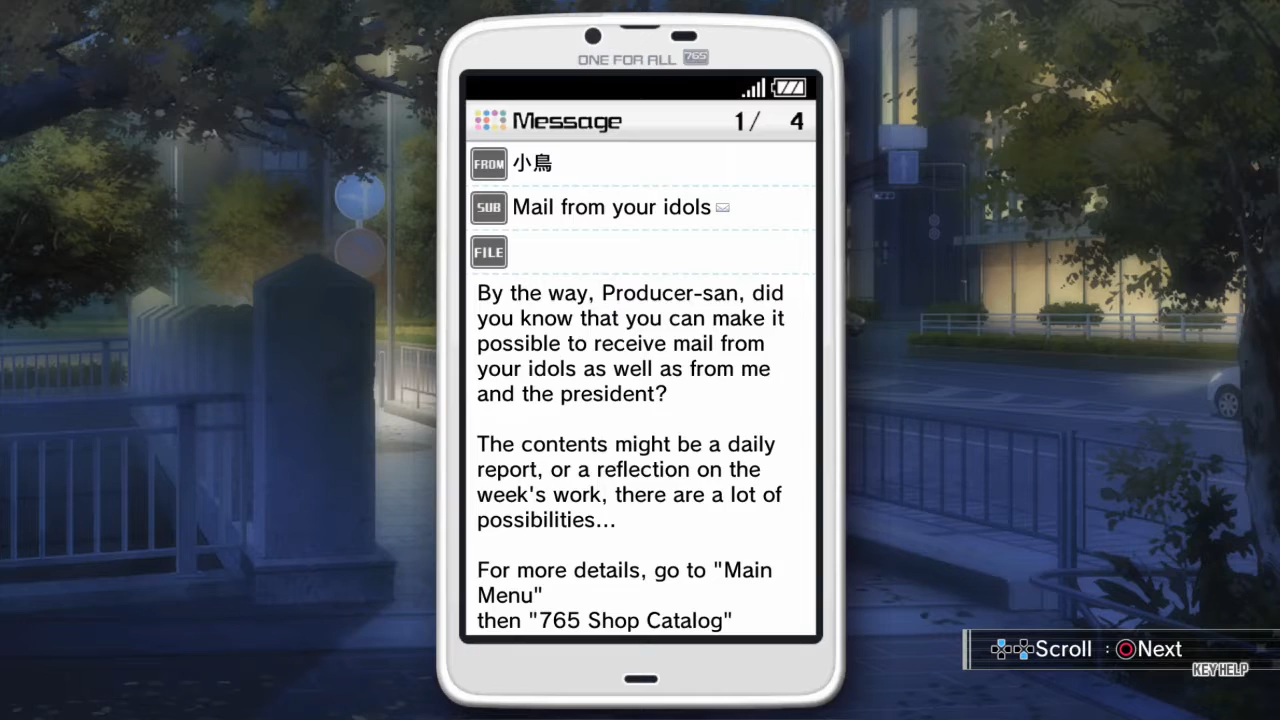 ONE FOR ALL 765
Message 1/ 4
FROM 小鳥
SUB Mail from your idols
FILE
By the way, Producer-san, did
you know that you can make it
possible to receive mail from
your idols as well as from me
and the president?
The contents might be a daily
report, or a reflection on the
week's work, there are a lot of
possibilities...
For more details, go to "Main
Menu"
then "765 Shop Catalog"
Scroll : Next
KEY HELP